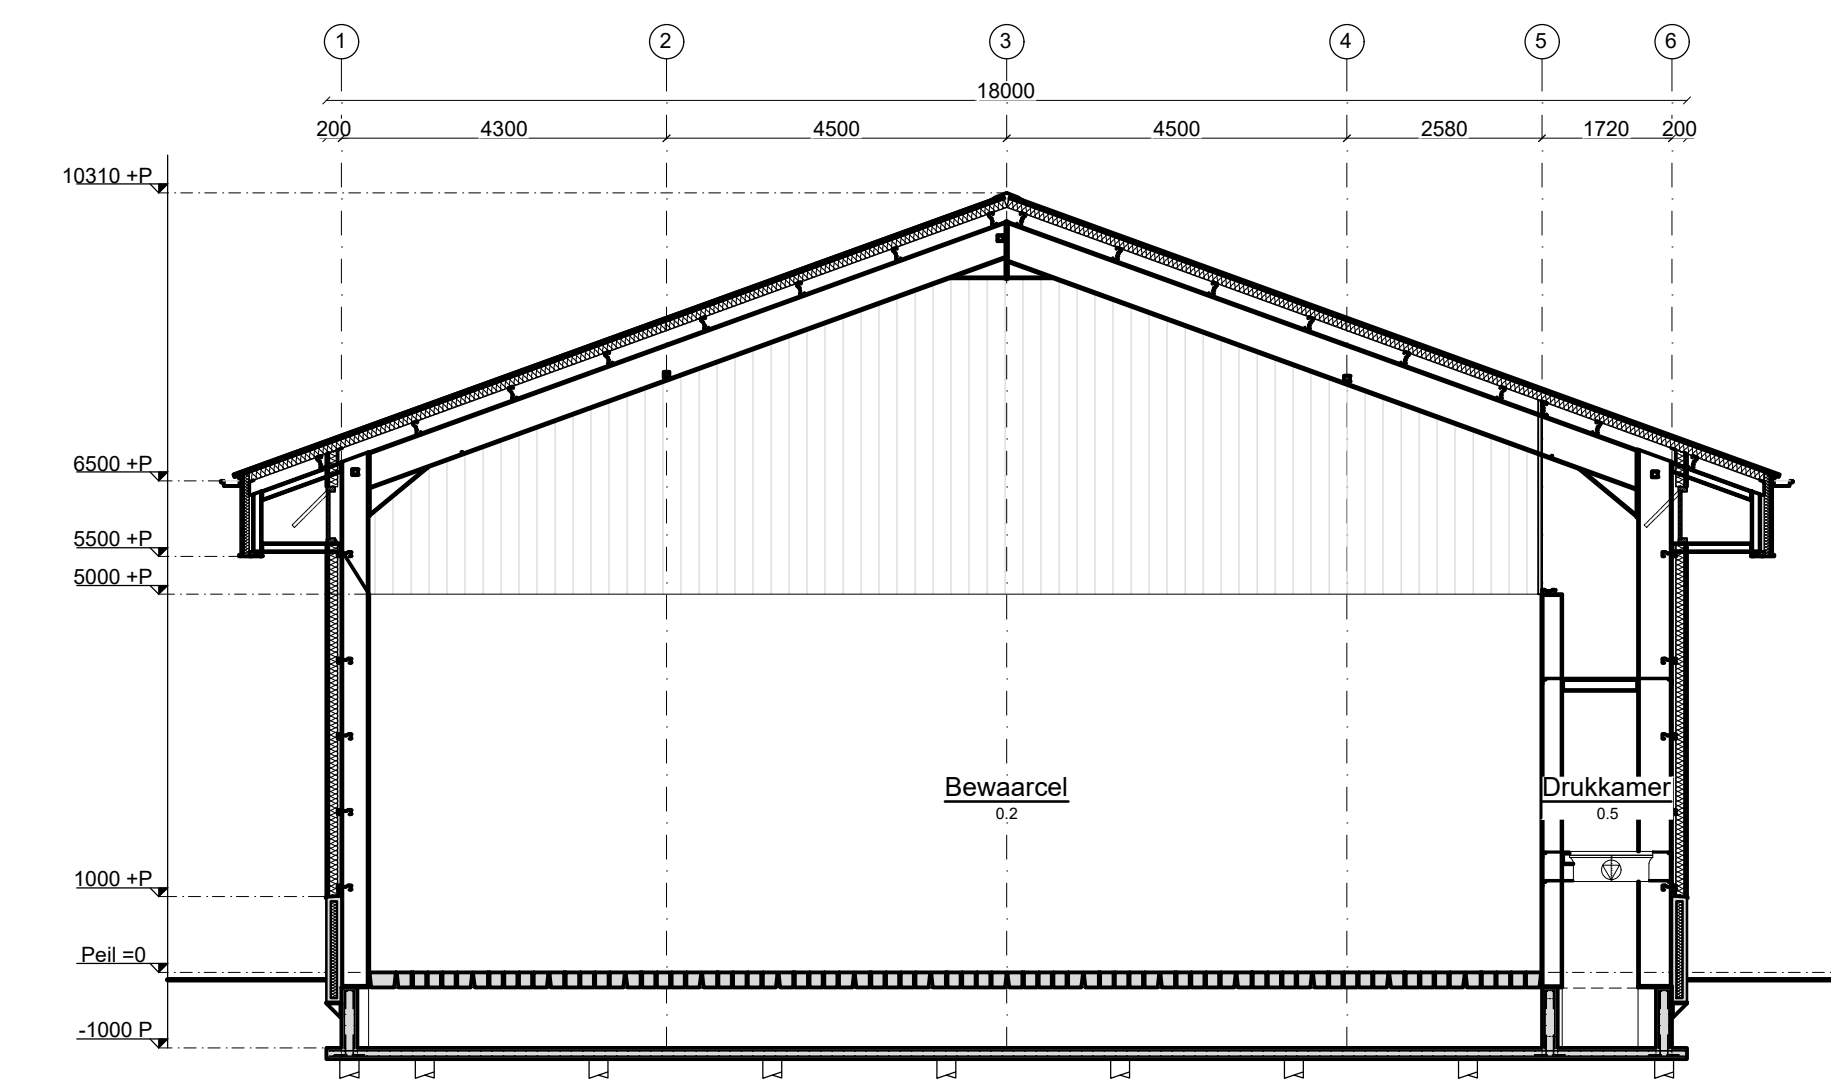 1 2 3 4 5 6
18000
200 4300 4500 4500 2580 1720 200
10310 +P
6500 +P
5500 +P
5000 +P
Bewaarcel Drukkamer
0.2 0.5
1000 +P
Peil =0
-1000 P